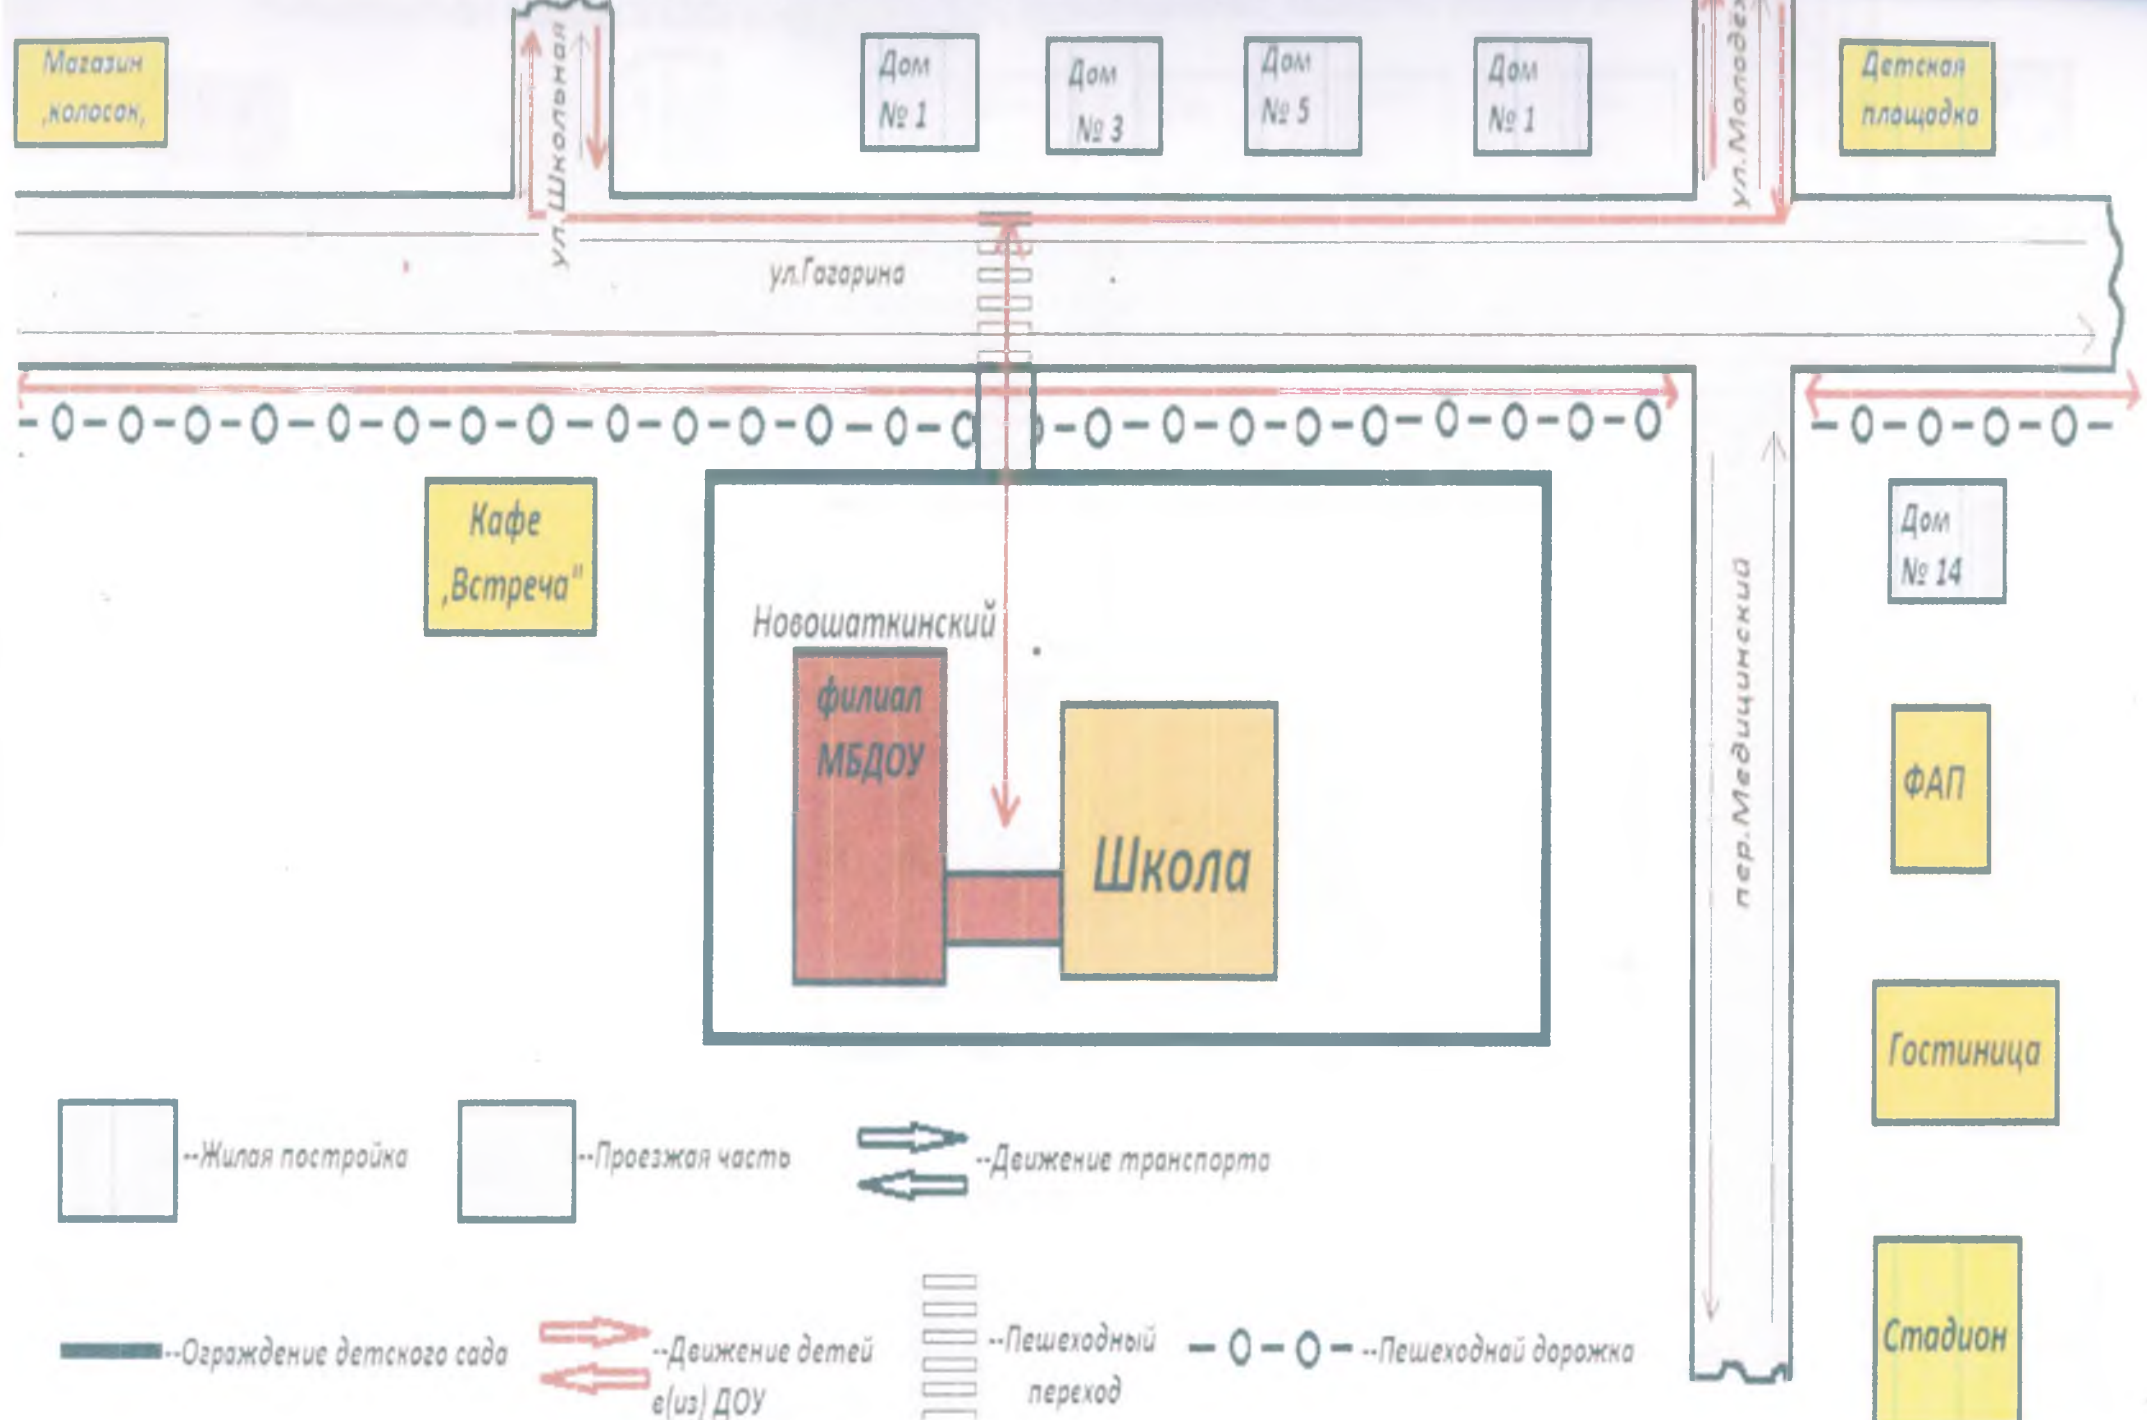 Магазин
,колосок,
ул.Школьная
Дом
№ 1
Дом
№ 3
Дом
№ 5
Дом
№ 1
ул.Молодеж
Детская
площадка
ул.Гагарина
Кафе
,Встреча"
Новошаткинский
филиал
МБДОУ
Школа
пер.Медицинский
Дом
№ 14
ФАП
Гостиница
Стадион
--Жилая постройка
--Проезжая часть
--Движение транспорта
--Ограждение детского сада
--Движение детей
в(из) ДОУ
--Пешеходный
переход
--Пешеходнай дорожка